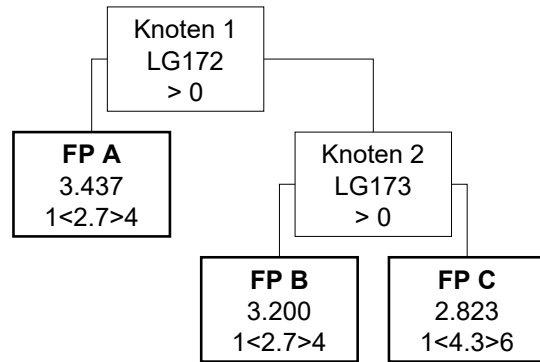 Knoten 1
LG172
> 0
FP A
3.437
1<2.7>4
Knoten 2
LG173
> 0
FP B
3.200
1<2.7>4
FP C
2.823
1<4.3>6